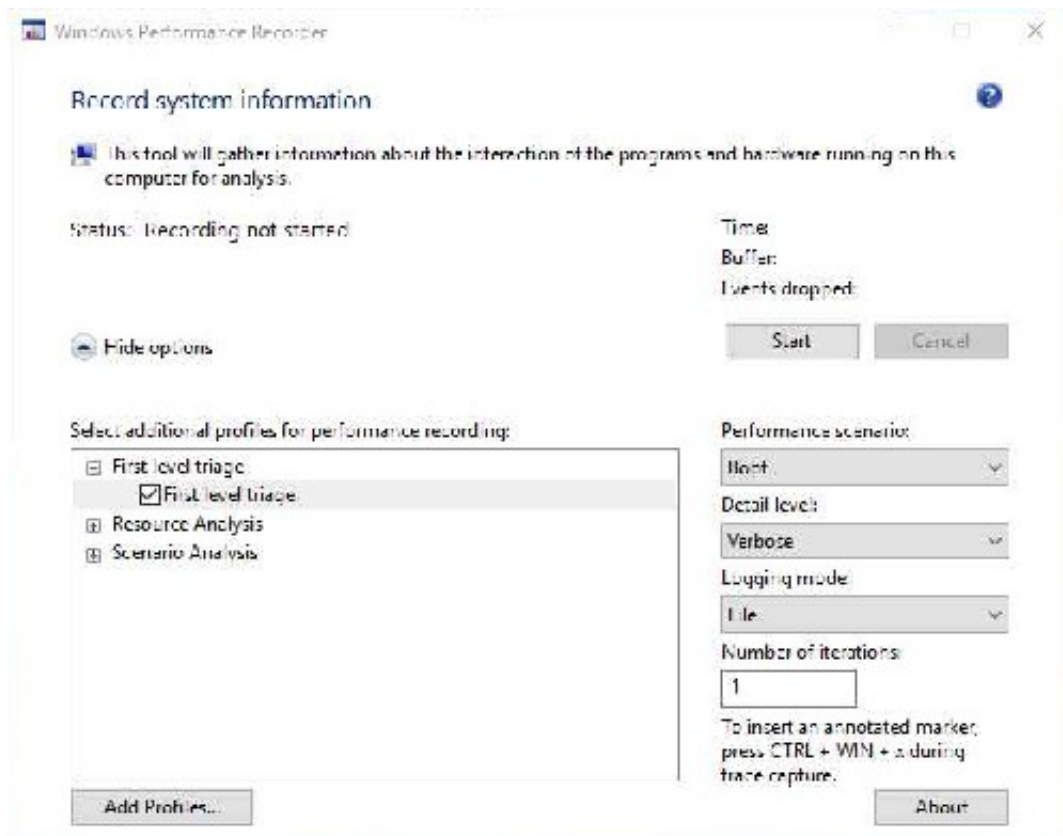 Windows Performance Recorder
Record system information
This tool will gather information about the interaction of the programs and hardware running on this
computer for analysis.
Status: Recording not started
Time:
Buffer:
Events dropped:
Hide options
Start
Cancel
Select additional profiles for performance recording:
First level triage
First level triage
Resource Analysis
Scenario Analysis
Performance scenario:
Boot
Detail level:
Verbose
Logging mode:
File
Number of iterations:
1
To insert an annotated marker,
press CTRL + WIN + x during
trace capture.
Add Profiles...
About